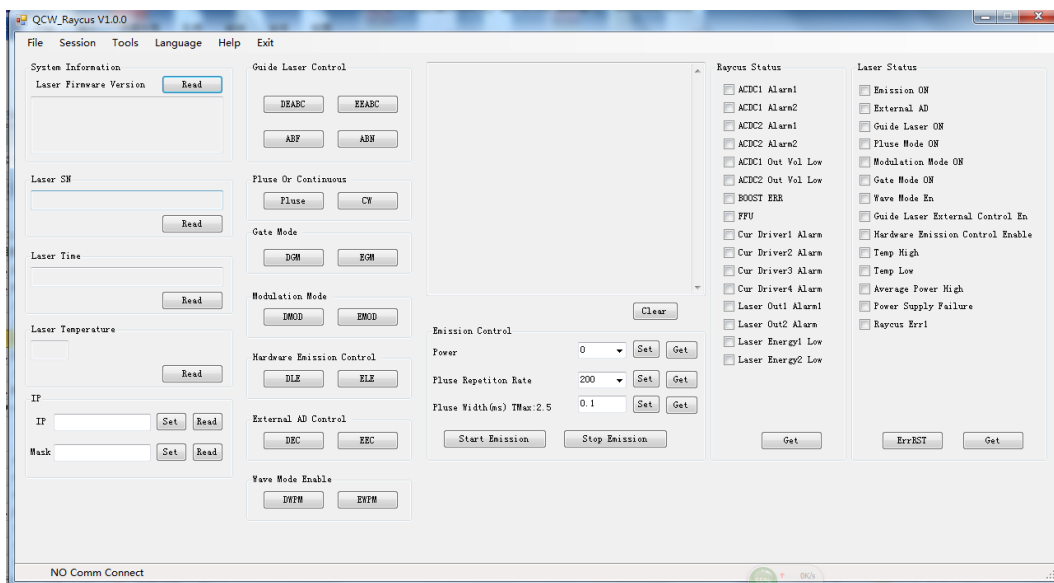 QCW_Raycus V1.0.0
File Session Tools Language Help Exit
System Information
Laser Firmware Version Read
Laser SN
Read
Laser Time
Read
Laser Temperature
Read
IP
IP Set Read
Mask Set Read
Guide Laser Control
DEABC EEABC
ABF ABN
Pluse Or Continuous
Pluse CW
Gate Mode
DGM EGM
Modulation Mode
DMOD EMOD
Hardware Emission Control
DLE ELE
External AD Control
DEC EEC
Wave Mode Enable
DWPM EWPM
Clear
Emission Control
Power 0 Set Get
Pluse Repetiton Rate 200 Set Get
Pluse Width(ms) TMax:2.5 0.1 Set Get
Start Emission Stop Emission
Raycus Status
ACDC1 Alarm1
ACDC1 Alarm2
ACDC2 Alarm1
ACDC2 Alarm2
ACDC1 Out Vol Low
ACDC2 Out Vol Low
BOOST ERR
FFU
Cur Driver1 Alarm
Cur Driver2 Alarm
Cur Driver3 Alarm
Cur Driver4 Alarm
Laser Out1 Alarm1
Laser Out2 Alarm
Laser Energy1 Low
Laser Energy2 Low
Get
Laser Status
Emission ON
External AD
Guide Laser ON
Pluse Mode ON
Modulation Mode ON
Gate Mode ON
Wave Mode En
Guide Laser External Control En
Hardware Emission Control Enable
Temp High
Temp Low
Average Power High
Power Supply Failure
Raycus Err1
ErrRST Get
NO Comm Connect
0K/s